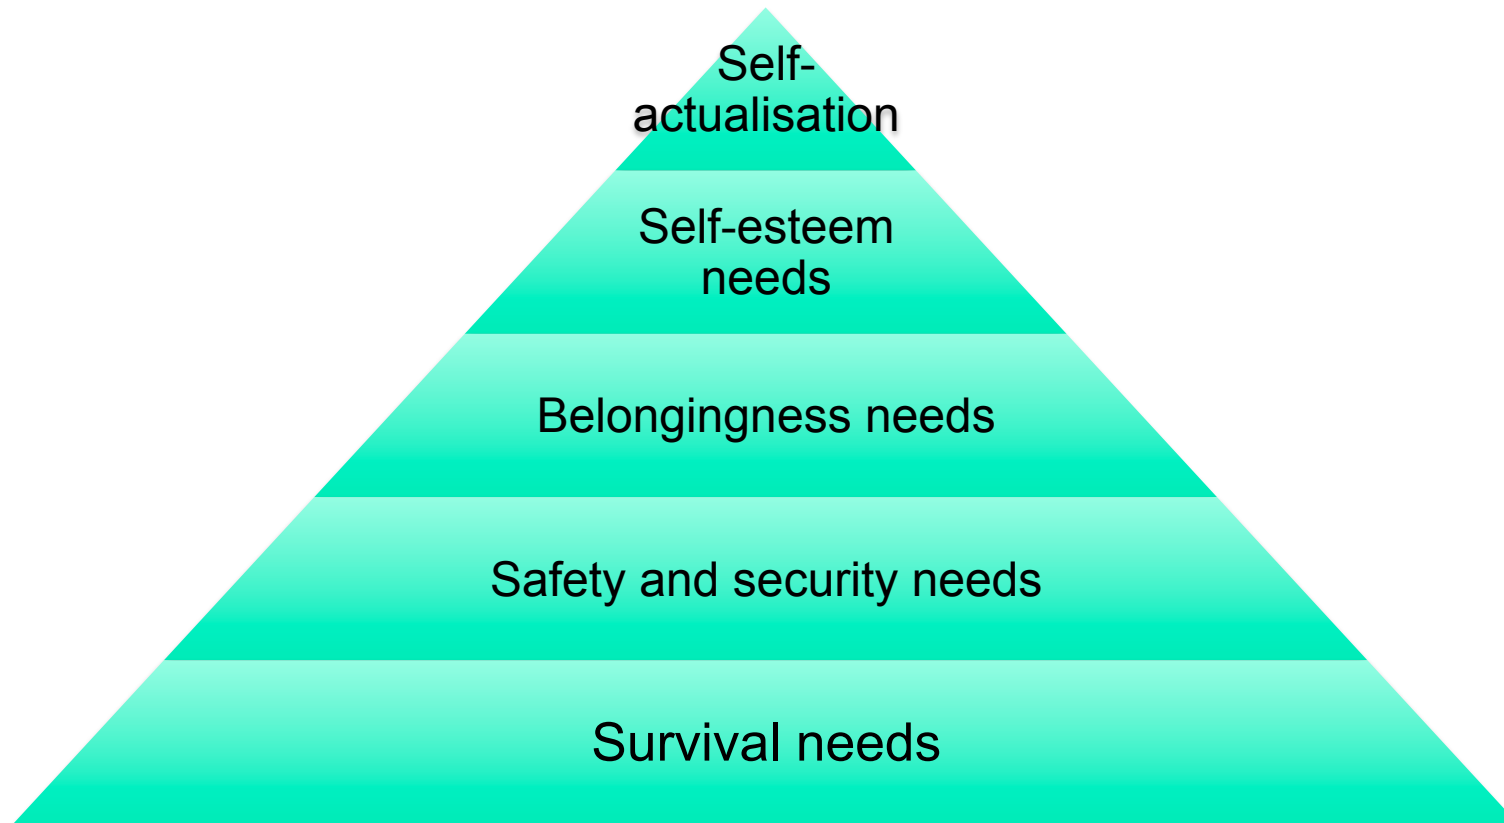 Self-
actualisation
Self-esteem
needs
Belongingness needs
Safety and security needs
Survival needs